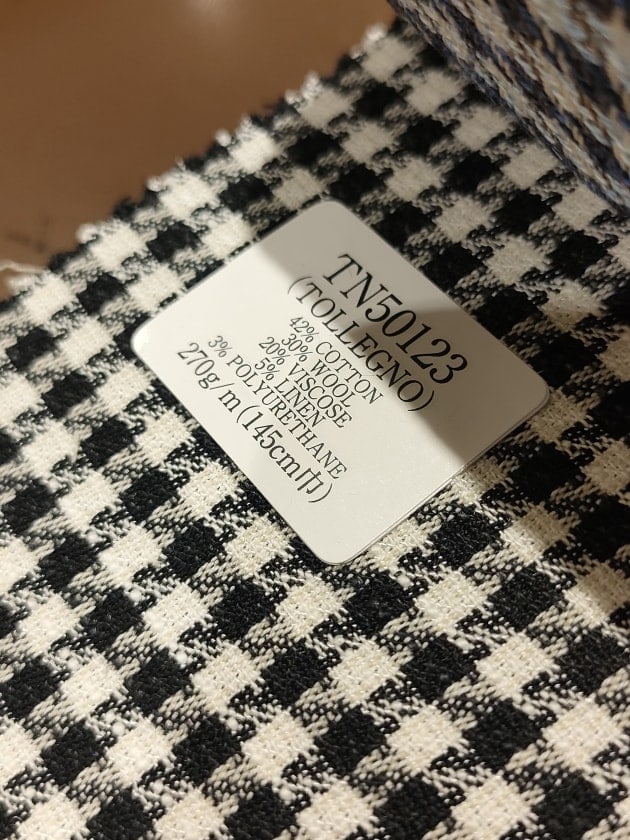 TN50123
(TOLLEGNO)
42% COTTON
30% WOOL
20% VISCOSE
5% LINEN
3% POLYURETHANE
270g/m(145cm巾)